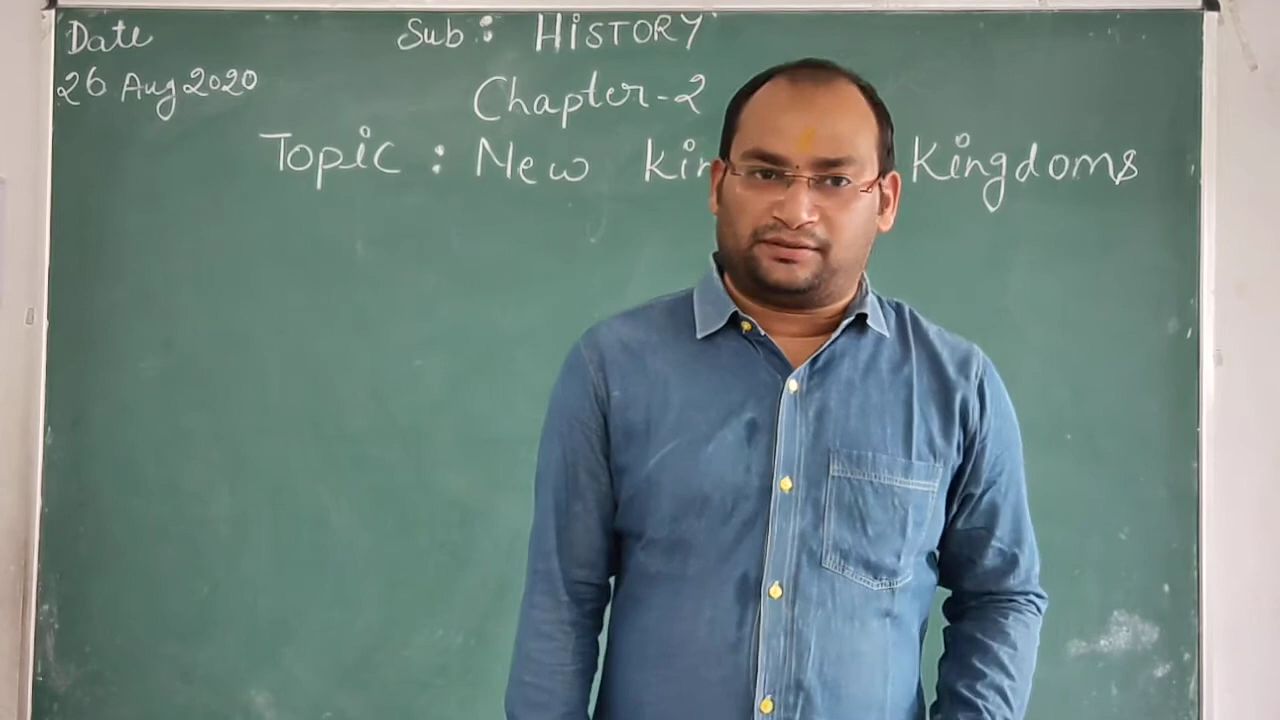 Date
26 Aug 2020
Sub : HISTORY
Chapter-2
Topic : New Kingdoms